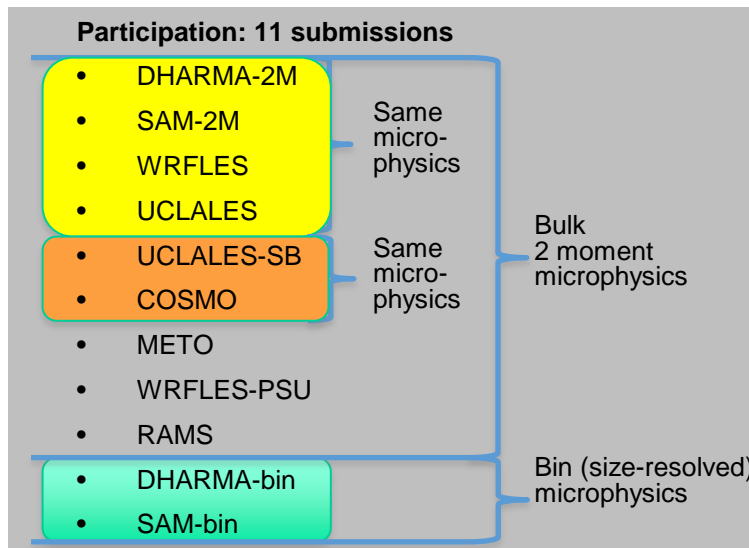 Participation: 11 submissions
• DHARMA-2M
• SAM-2M
• WRFLES
• UCLALES
Same
micro-
physics
• UCLALES-SB
• COSMO
Same
micro-
physics
• METO
• WRFLES-PSU
• RAMS
Bulk
2 moment
microphysics
• DHARMA-bin
• SAM-bin
Bin (size-resolved)
microphysics